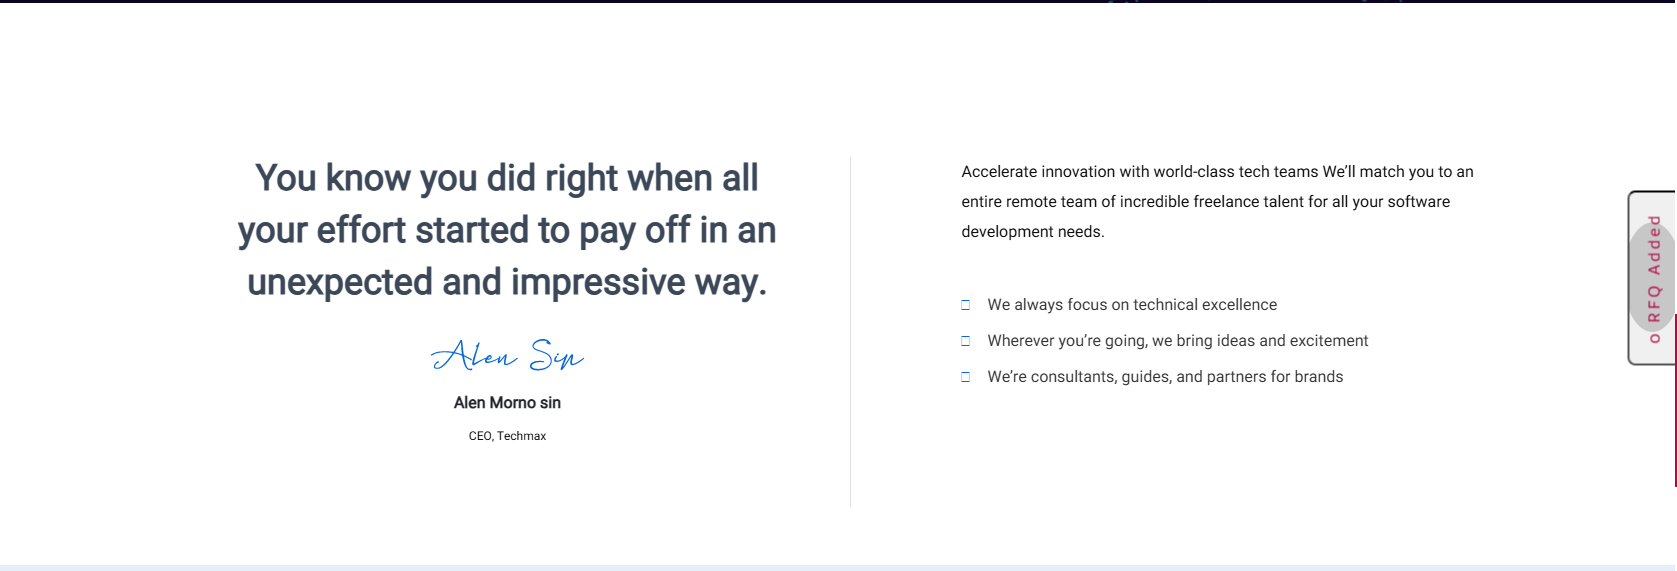 You know you did right when all
your effort started to pay off in an
unexpected and impressive way.
Alen Sin
Alen Morno sin
CEO, Techmax
Accelerate innovation with world-class tech teams We’ll match you to an
entire remote team of incredible freelance talent for all your software
development needs.
We always focus on technical excellence
Wherever you’re going, we bring ideas and excitement
We’re consultants, guides, and partners for brands
o RFQ Added